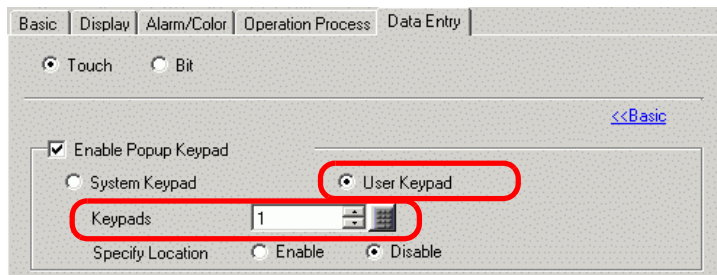 Basic Display Alarm/Color Operation Process Data Entry
Touch Bit
<<Basic
Enable Popup Keypad
System Keypad User Keypad
Keypads 1
Specify Location Enable Disable